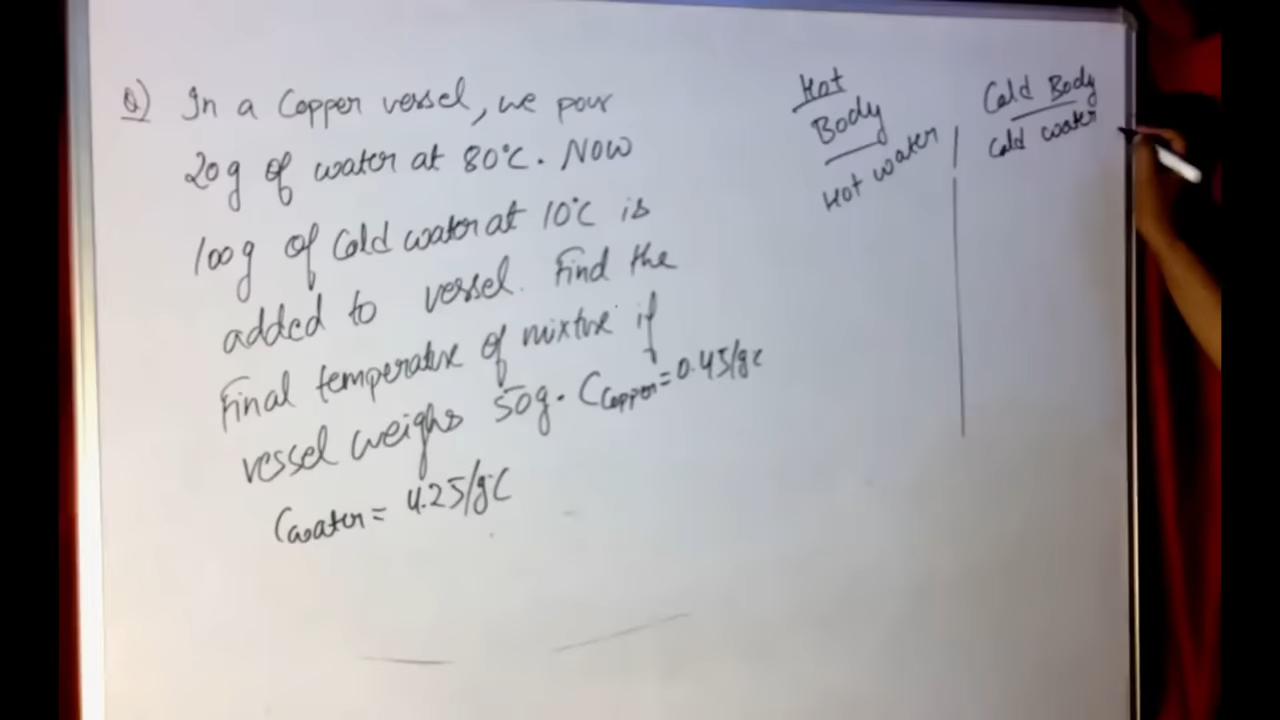 Q) In a Copper vessel, we pour
20g of water at 80°C. Now
100g of Cold water at 10°C is
added to vessel. Find the
Final temperature of mixture if
vessel weighs 50g. C copper = 0.4J/g°C
C water = 4.2J/g°C
Hot
Body
Hot water
Cold Body
Cold water